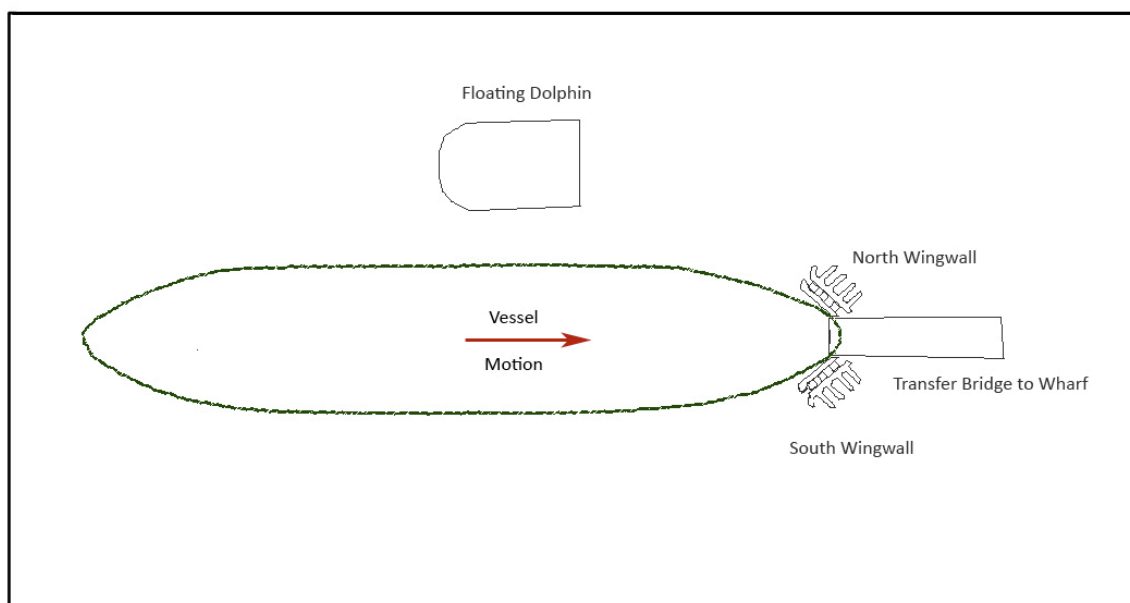 Floating Dolphin
North Wingwall
Vessel
Motion
Transfer Bridge to Wharf
South Wingwall